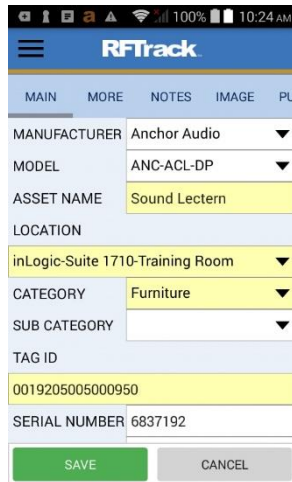 100% 10:24 AM
RFTrack
MAIN MORE NOTES IMAGE PU
MANUFACTURER Anchor Audio
MODEL ANC-ACL-DP
ASSET NAME Sound Lectern
LOCATION
inLogic-Suite 1710-Training Room
CATEGORY Furniture
SUB CATEGORY
TAG ID
0019205005000950
SERIAL NUMBER 6837192
SAVE CANCEL